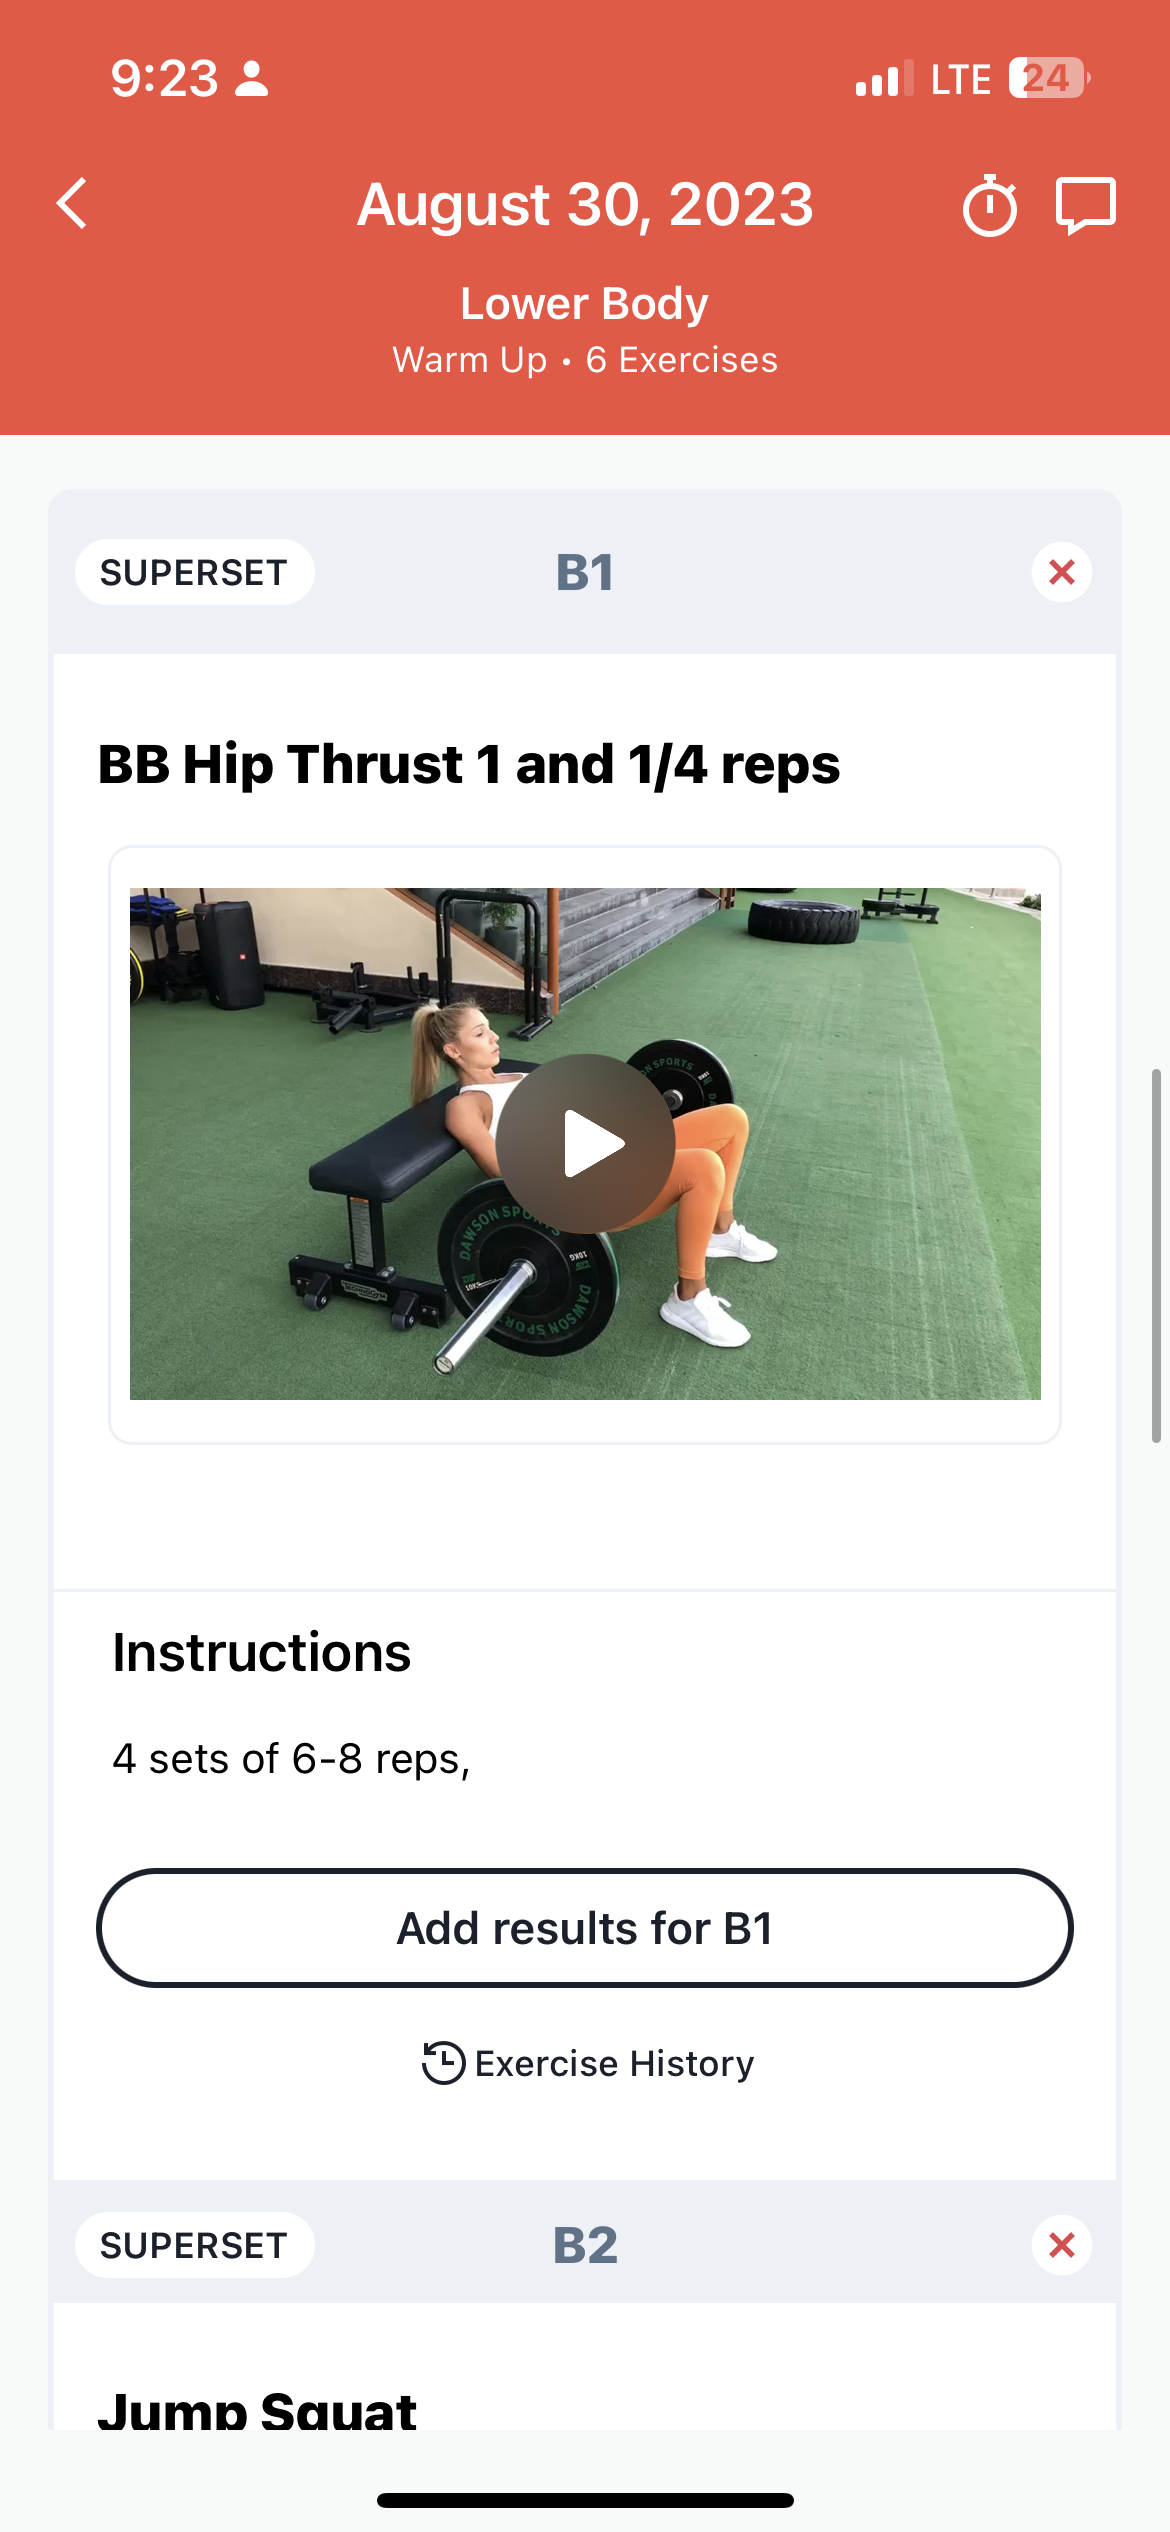 9:23
LTE 24
August 30, 2023
Lower Body
Warm Up • 6 Exercises
SUPERSET B1
BB Hip Thrust 1 and 1/4 reps
DAWSON SPORTS
10KG
TECHNOGYM
Instructions
4 sets of 6-8 reps,
Add results for B1
Exercise History
SUPERSET B2
Jump Squat